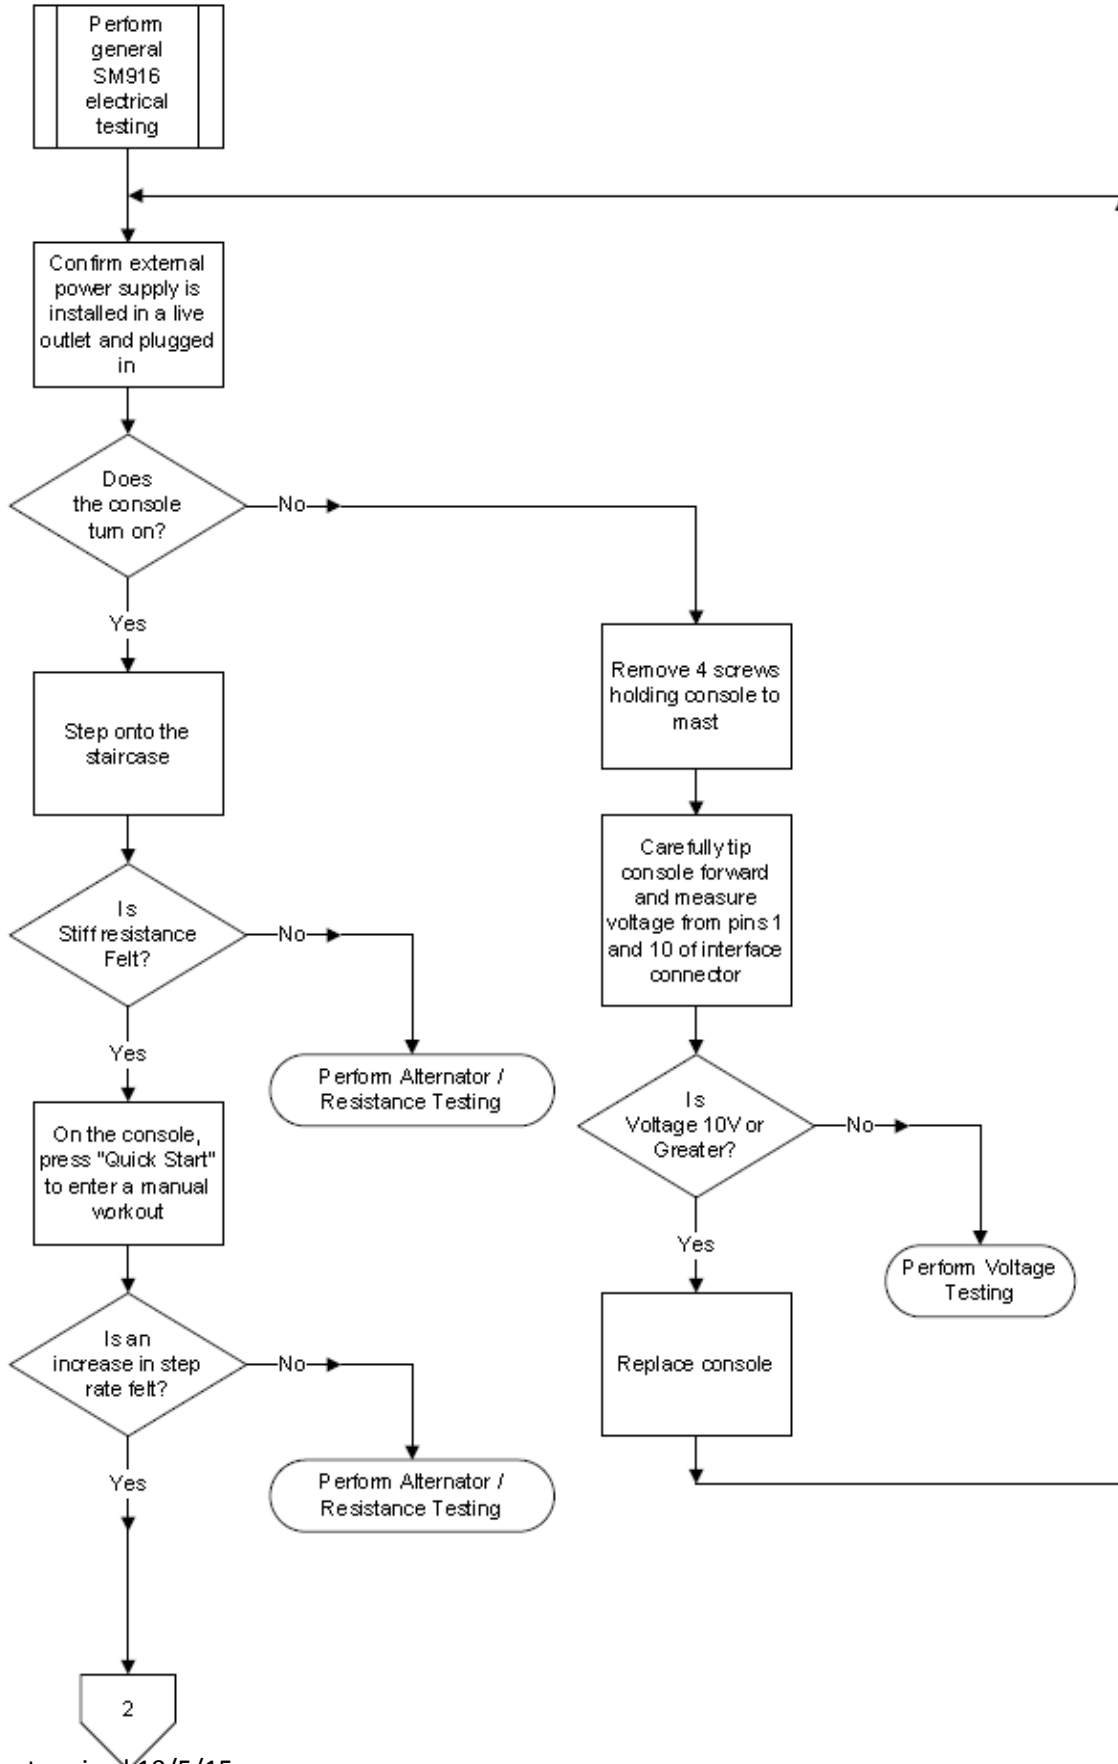 Perform
general
SM916
electrical
testing
Confirm external
power supply is
installed in a live
outlet and plugged
in
Does
the console
turn on?
No
Yes
Remove 4 screws
holding console to
mast
Step onto the
staircase
Carefully tip
console forward
and measure
voltage from pins 1
and 10 of interface
connector
Is
Stiff resistance
Felt?
No
Yes
Perform Alternator /
Resistance Testing
Is
Voltage 10V or
Greater?
No
Yes
On the console,
press "Quick Start"
to enter a manual
workout
Perform Voltage
Testing
Is an
increase in step
rate felt?
No
Yes
Replace console
Perform Alternator /
Resistance Testing
2
10/5/15